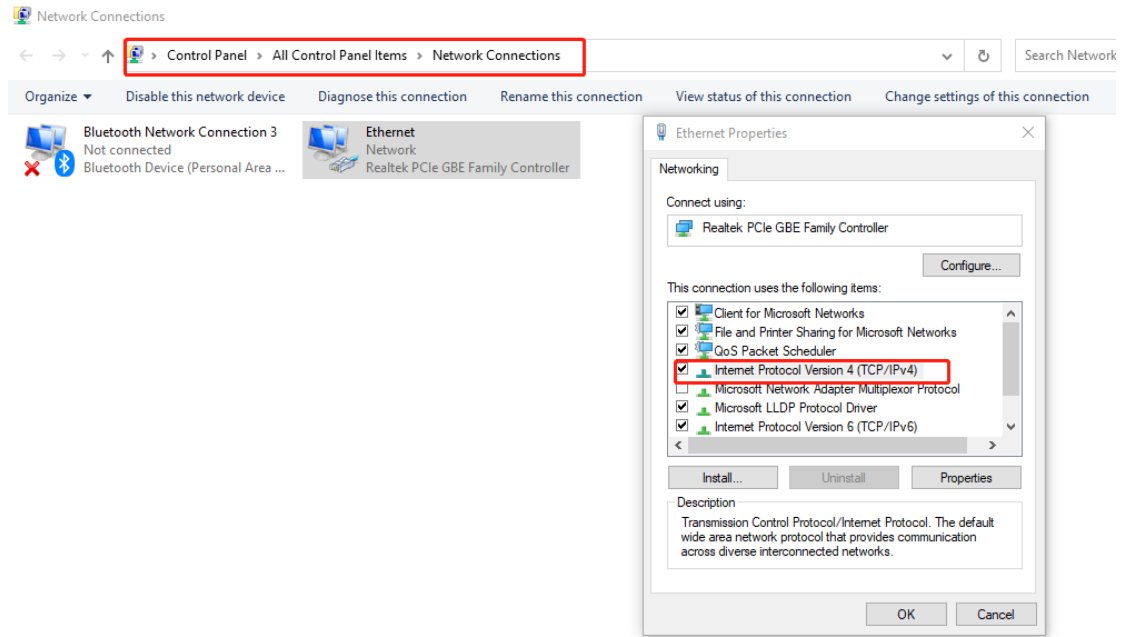 Network Connections
Control Panel > All Control Panel Items > Network Connections
Search Network
Organize
Disable this network device
Diagnose this connection
Rename this connection
View status of this connection
Change settings of this connection
Bluetooth Network Connection 3
Not connected
Bluetooth Device (Personal Area ...
Ethernet
Network
Realtek PCIe GBE Family Controller
Ethernet Properties
Networking
Connect using:
Realtek PCIe GBE Family Controller
Configure...
This connection uses the following items:
Client for Microsoft Networks
File and Printer Sharing for Microsoft Networks
QoS Packet Scheduler
Internet Protocol Version 4 (TCP/IPv4)
Microsoft Network Adapter Multiplexor Protocol
Microsoft LLDP Protocol Driver
Internet Protocol Version 6 (TCP/IPv6)
Install...
Uninstall
Properties
Description
Transmission Control Protocol/Internet Protocol. The default
wide area network protocol that provides communication
across diverse interconnected networks.
OK
Cancel